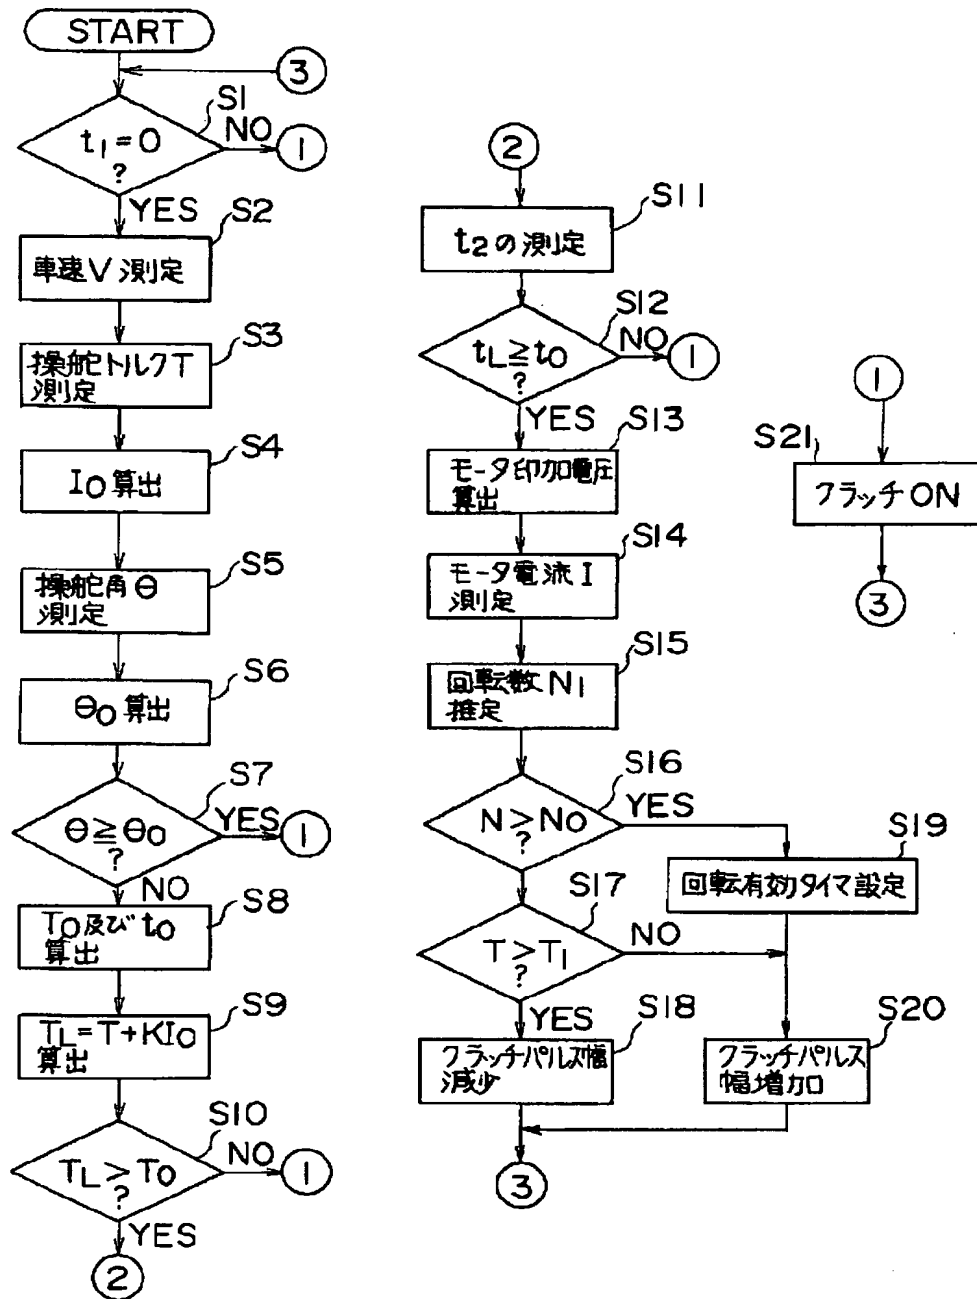 START
3
S1
t1=0
?
NO
1
YES
S2
車速V測定
S3
操舵トルクT
測定
S4
I0算出
S5
操舵角θ
測定
S6
θ0算出
S7
θ≧θ0
?
YES
1
NO
S8
T0及びt0
算出
S9
TL=T+KI0
算出
S10
TL>T0
?
NO
1
YES
2
2
S11
t2の測定
S12
tL≧t0
?
NO
1
YES
S13
モータ印加電圧
算出
S14
モータ電流I
測定
S15
回転数N1
推定
S16
N>N0
?
YES
S19
回転有効タイマ設定
S17
T>T1
?
NO
YES
S18
クラッチパルス幅
減少
S20
クラッチパルス
幅増加
3
1
S21
クラッチON
3